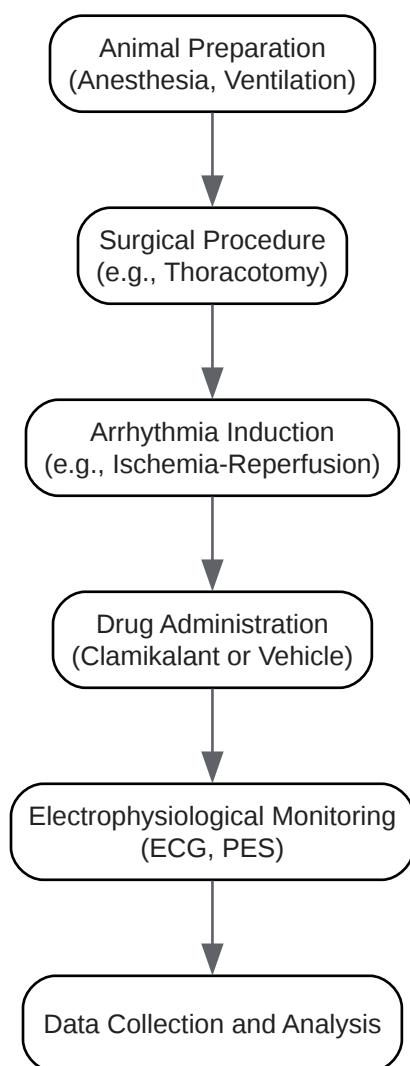 Animal Preparation
(Anesthesia, Ventilation)
Surgical Procedure
(e.g., Thoracotomy)
Arrhythmia Induction
(e.g., Ischemia-Reperfusion)
Drug Administration
(Clamikalant or Vehicle)
Electrophysiological Monitoring
(ECG, PES)
Data Collection and Analysis